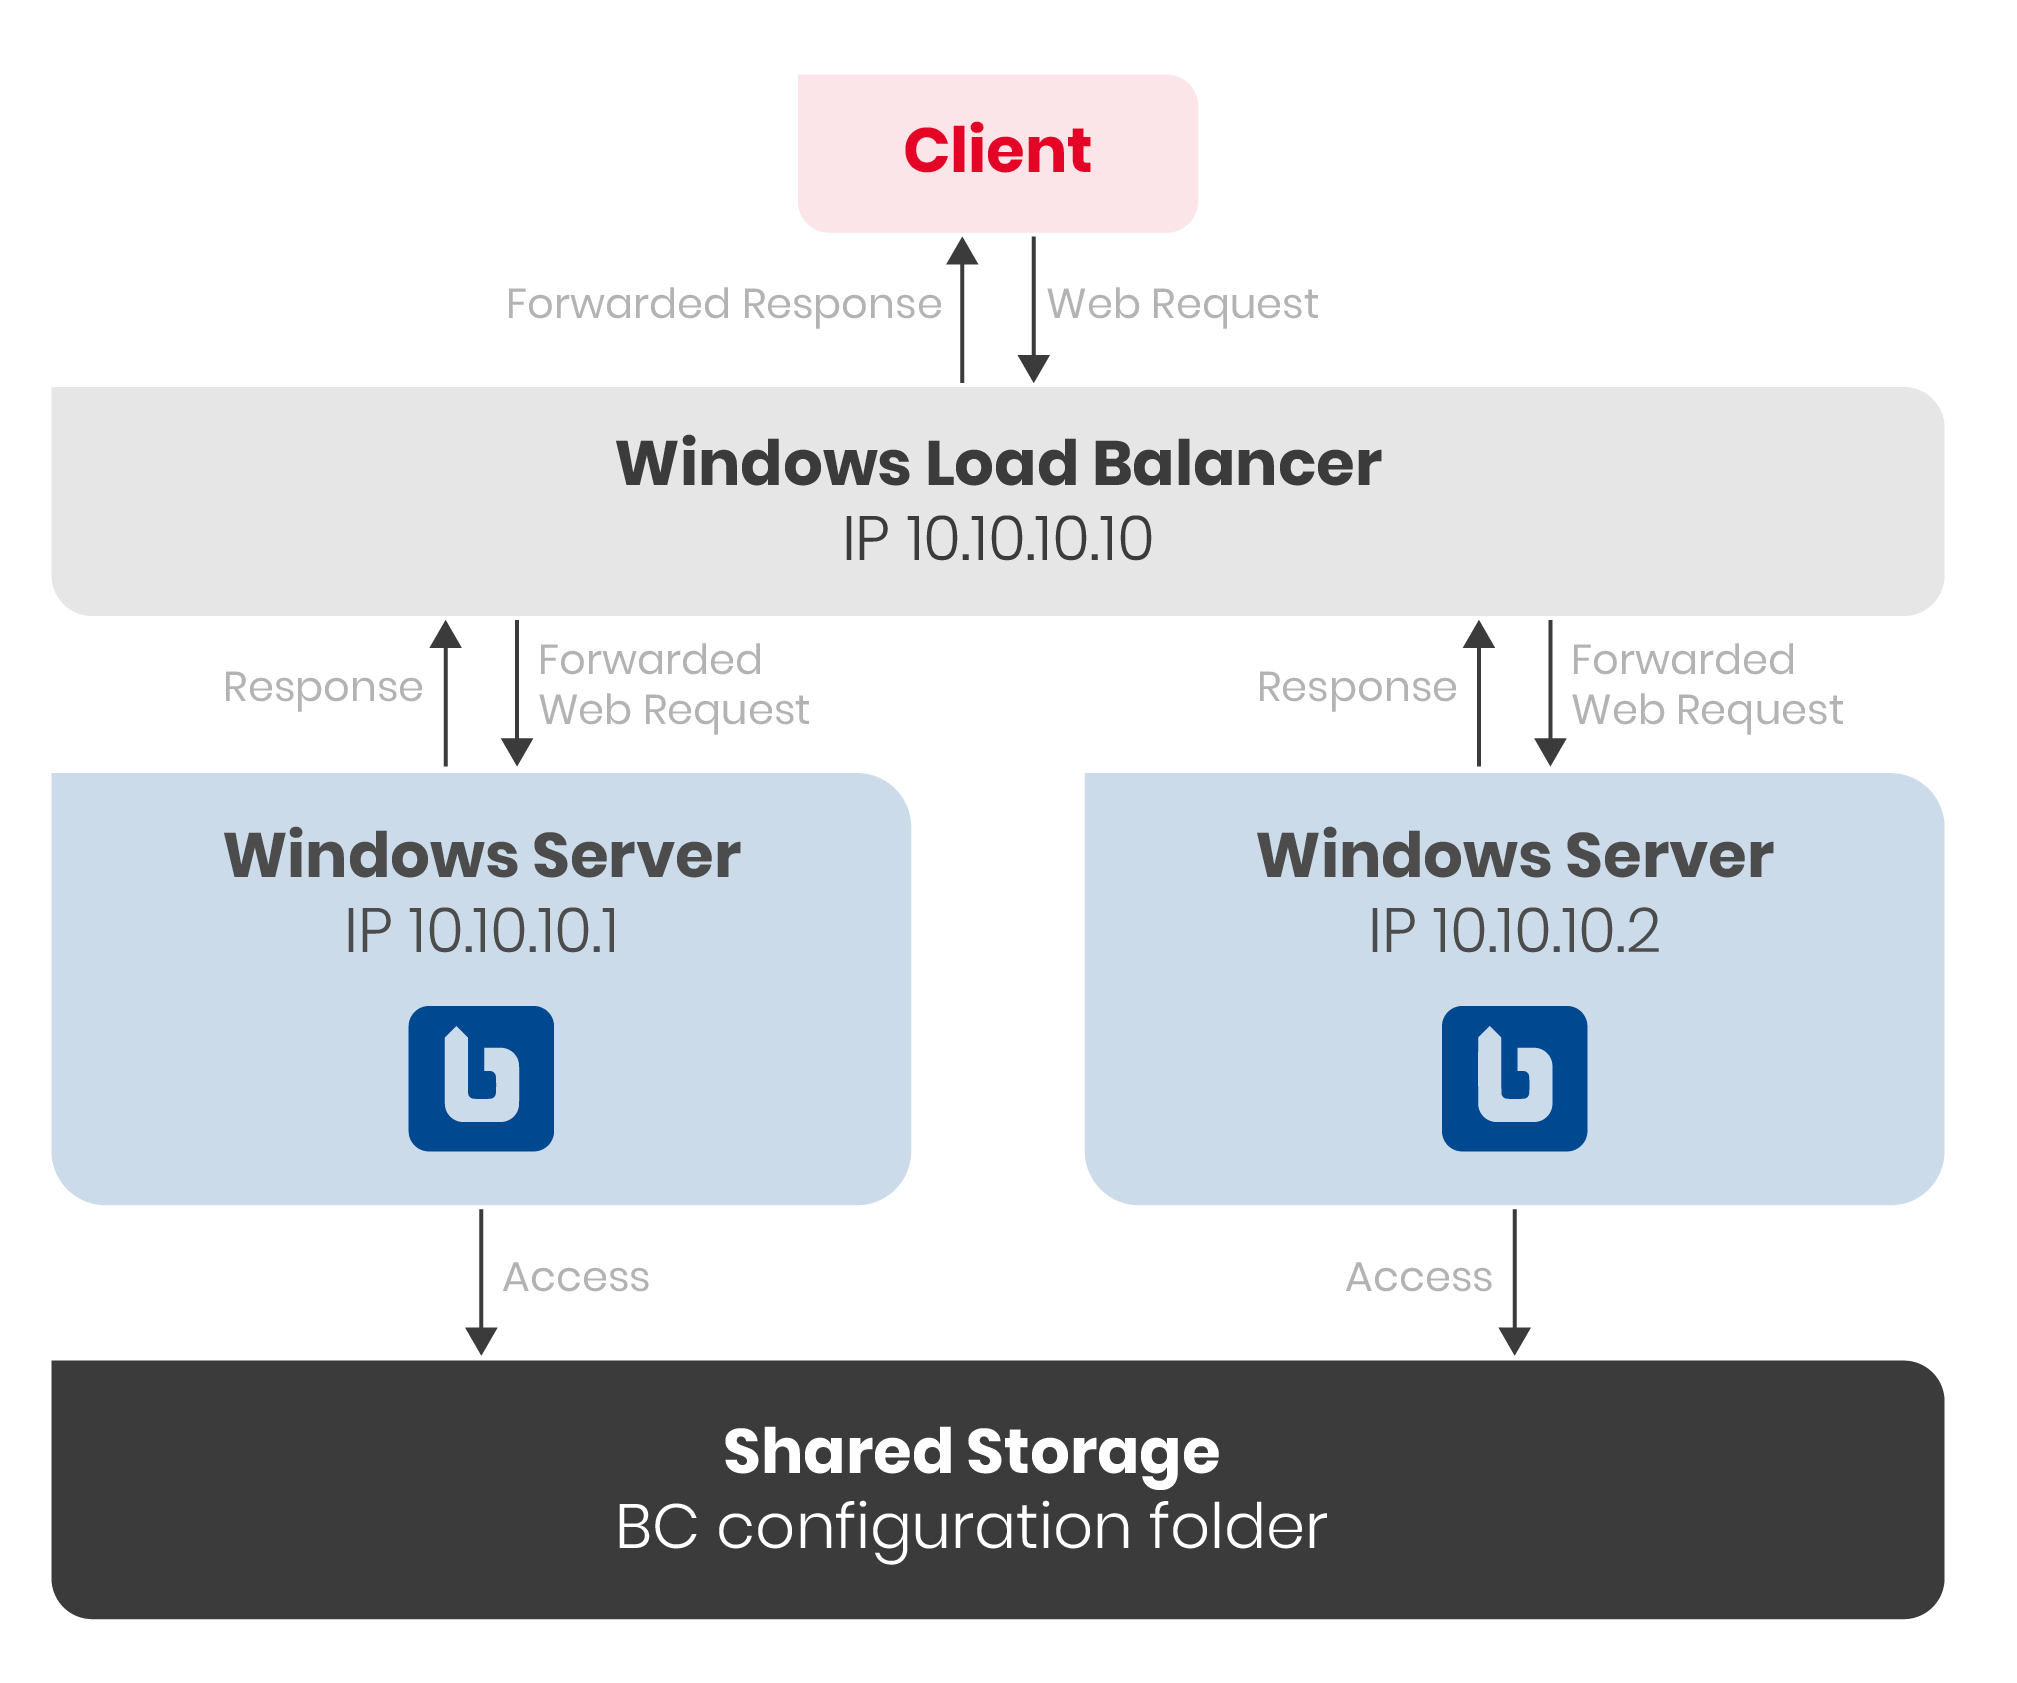 Client
Forwarded Response
Web Request
Windows Load Balancer
IP 10.10.10.10
Response
Forwarded
Web Request
Response
Forwarded
Web Request
Windows Server
IP 10.10.10.1
Windows Server
IP 10.10.10.2
Access
Access
Shared Storage
BC configuration folder